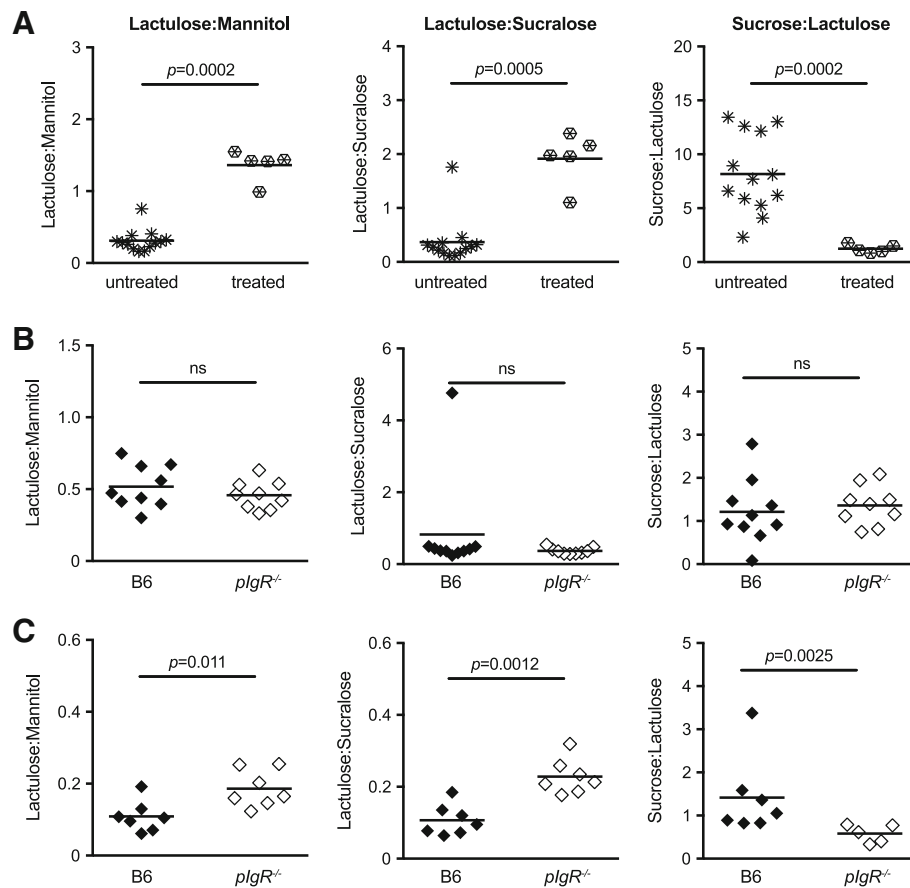 A
Lactulose:Mannitol
Lactulose:Sucralose
Sucrose:Lactulose
Lactulose:Mannitol
3
2
1
0
p=0.0002
untreated
treated
Lactulose:Sucralose
4
3
2
1
0
p=0.0005
untreated
treated
Sucrose:Lactulose
20
15
10
5
0
p=0.0002
untreated
treated
B
Lactulose:Mannitol
1.5
1.0
0.5
0
ns
B6
pIgR-/-
Lactulose:Sucralose
6
4
2
0
ns
B6
pIgR-/-
Sucrose:Lactulose
5
4
3
2
1
0
ns
B6
pIgR-/-
C
Lactulose:Mannitol
0.6
0.4
0.2
0
p=0.011
B6
pIgR-/-
Lactulose:Sucralose
0.6
0.4
0.2
0
p=0.0012
B6
pIgR-/-
Sucrose:Lactulose
5
4
3
2
1
0
p=0.0025
B6
pIgR-/-